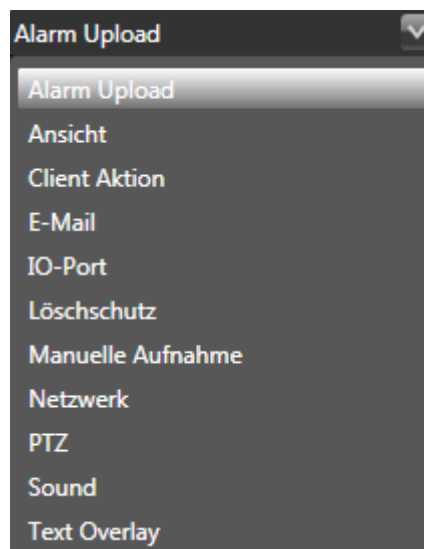 Alarm Upload
Alarm Upload
Ansicht
Client Aktion
E-Mail
IO-Port
Löschschutz
Manuelle Aufnahme
Netzwerk
PTZ
Sound
Text Overlay